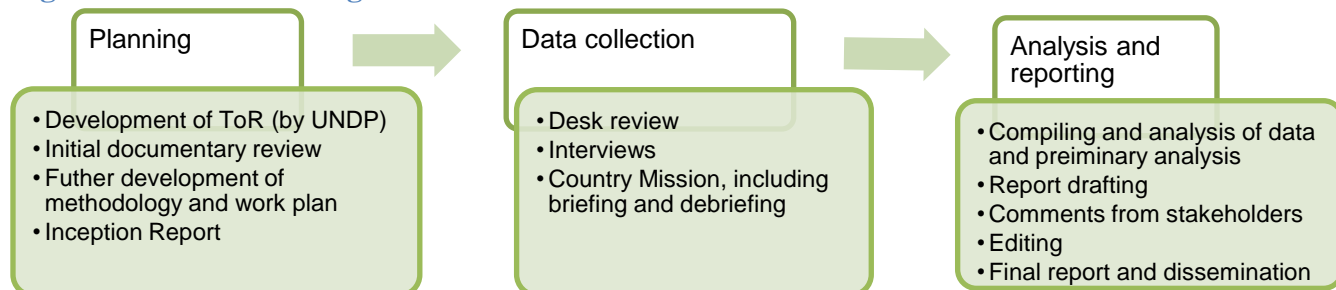 Planning
• Development of ToR (by UNDP)
• Initial documentary review
• Futher development of
methodology and work plan
• Inception Report
Data collection
• Desk review
• Interviews
• Country Mission, including
briefing and debriefing
Analysis and
reporting
• Compiling and analysis of data
and preiminary analysis
• Report drafting
• Comments from stakeholders
• Editing
• Final report and dissemination